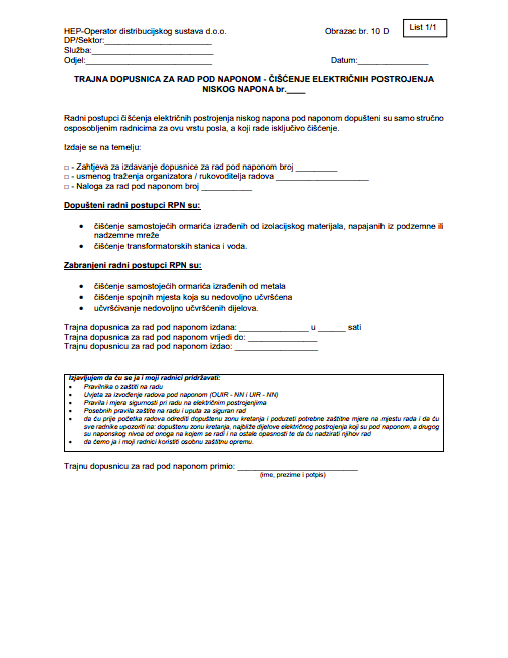 List 1/1
HEP-Operator distribucijskog sustava d.o.o. Obrazac br. 10 D
DP/Sektor:________________________
Služba:________________________
Odjel:________________________ Datum:________________
TRAJNA DOPUSNICA ZA RAD POD NAPONOM - ČIŠĆENJE ELEKTRIČNIH POSTROJENJA
NISKOG NAPONA br.____
Radni postupci čišćenja električnih postrojenja niskog napona pod naponom dopušteni su samo stručno
osposobljenim radnicima za ovu vrstu posla, a koji rade isključivo čišćenje.
Izdaje se na temelju:
□ - Zahtjeva za izdavanje dopusnice za rad pod naponom broj _________
□ - usmenog traženja organizatora / rukovoditelja radova ____________________
□ - Naloga za rad pod naponom broj ___________
Dopušteni radni postupci RPN su:
• čišćenje samostojećih ormarića izrađenih od izolacijskog materijala, napajanih iz podzemne ili
nadzemne mreže
• čišćenje transformatorskih stanica i voda.
Zabranjeni radni postupci RPN su:
• čišćenje samostojećih ormarića izrađenih od metala
• čišćenje spojnih mjesta koja su nedovoljno učvršćena
• učvršćivanje nedovoljno učvršćenih dijelova.
Trajna dopusnica za rad pod naponom izdana: ________________ u ______ sati
Trajna dopusnica za rad pod naponom vrijedi do: ________________
Trajnu dopusnicu za rad pod naponom izdao: ___________________
Izjavljujem da ću se ja i moji radnici pridržavati:
• Pravilnika o zaštiti na radu
• Uvjeta za izvođenje radova pod naponom (OUIR - NN i UIR - NN)
• Pravila i mjera sigurnosti pri radu na električnim postrojenjima
• Posebnih pravila zaštite na radu i uputa za siguran rad
• da ću prije početka radova odrediti dopuštenu zonu kretanja i poduzeti potrebne zaštitne mjere na mjestu rada i da ću
sve radnike upozoriti na: dopuštenu zonu kretanja, najbliže dijelove električnog postrojenja koji su pod naponom, a drugog
su naponskog nivoa od onoga na kojem se radi i na ostale opasnosti te da ću nadzirati njihov rad
• da ćemo ja i moji radnici koristiti osobnu zaštitnu opremu.
Trajnu dopusnicu za rad pod naponom primio: ___________________________
(ime, prezime i potpis)